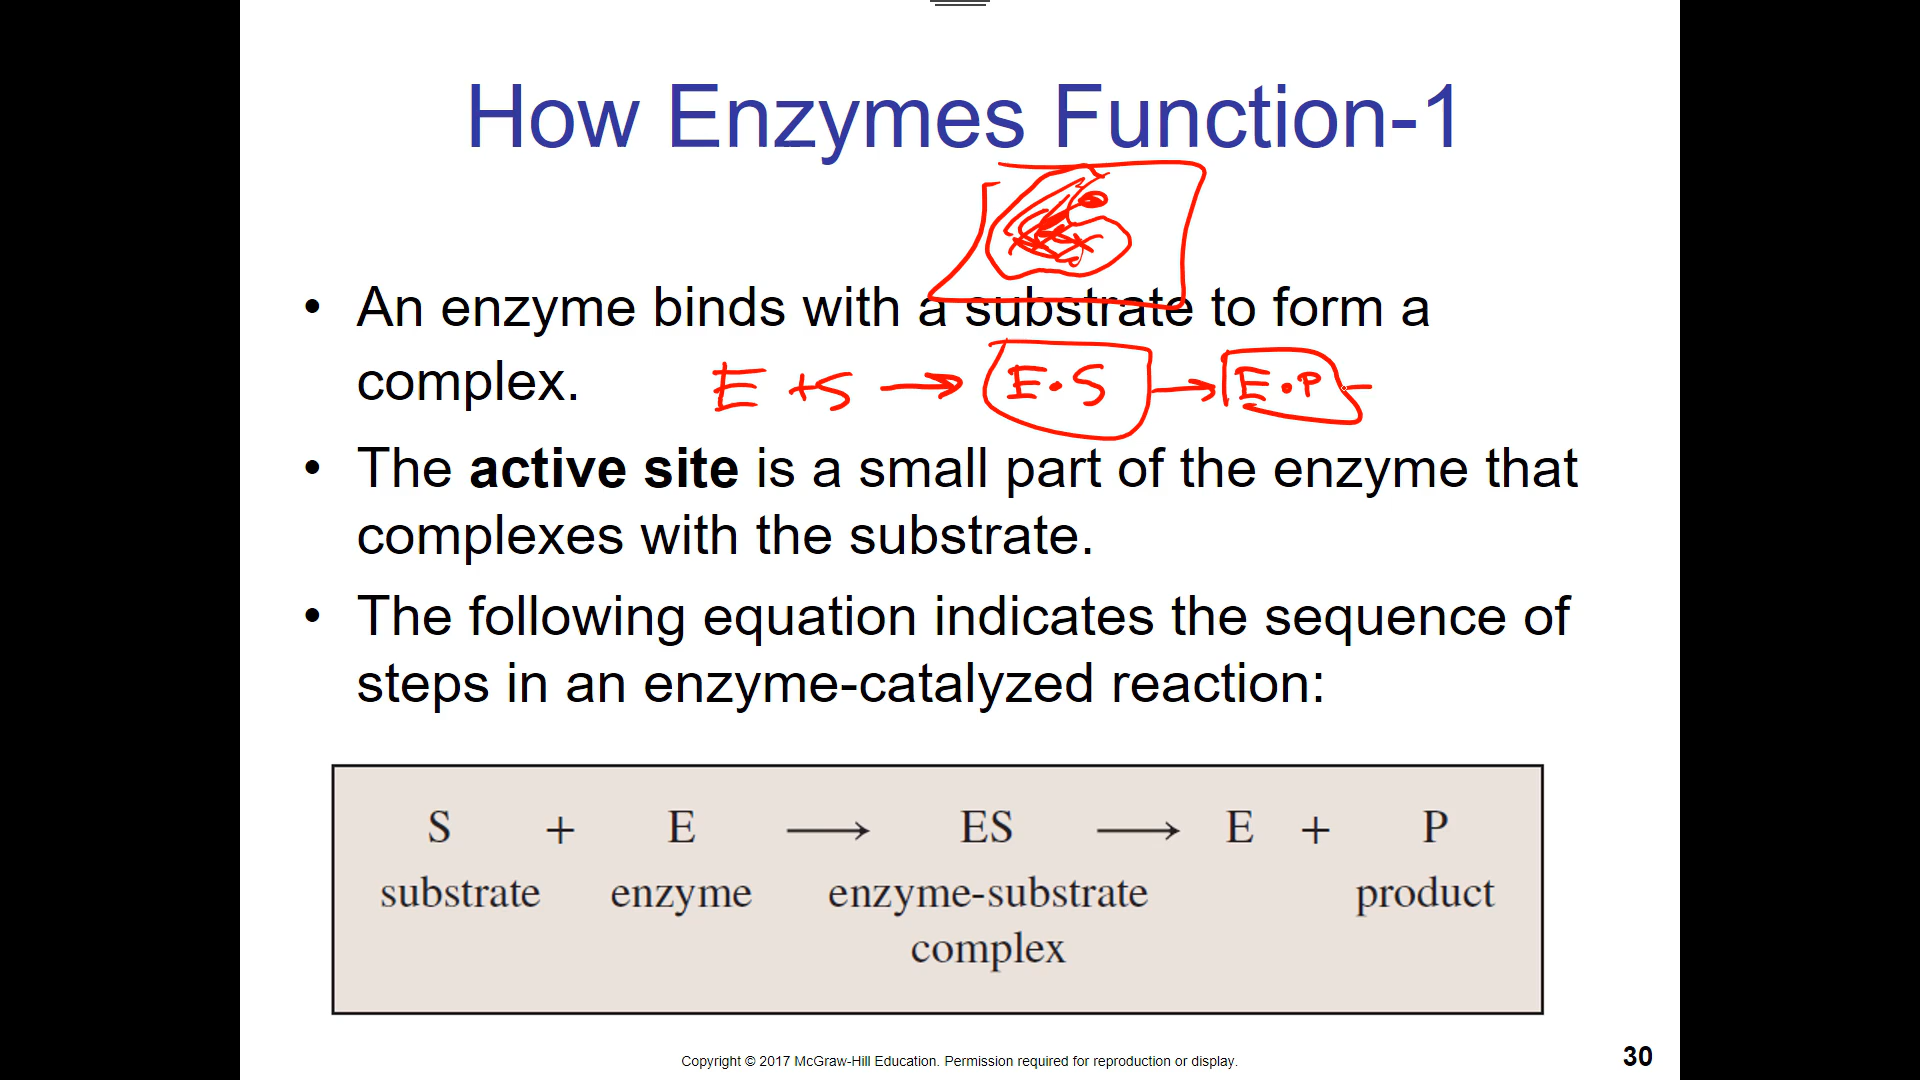 How Enzymes Function-1
• An enzyme binds with a substrate to form a
complex.
E + S → E·S → E·P
• The active site is a small part of the enzyme that
complexes with the substrate.
• The following equation indicates the sequence of
steps in an enzyme-catalyzed reaction:
S + E → ES → E + P
substrate enzyme enzyme-substrate product
complex
Copyright © 2017 McGraw-Hill Education. Permission required for reproduction or display.
30